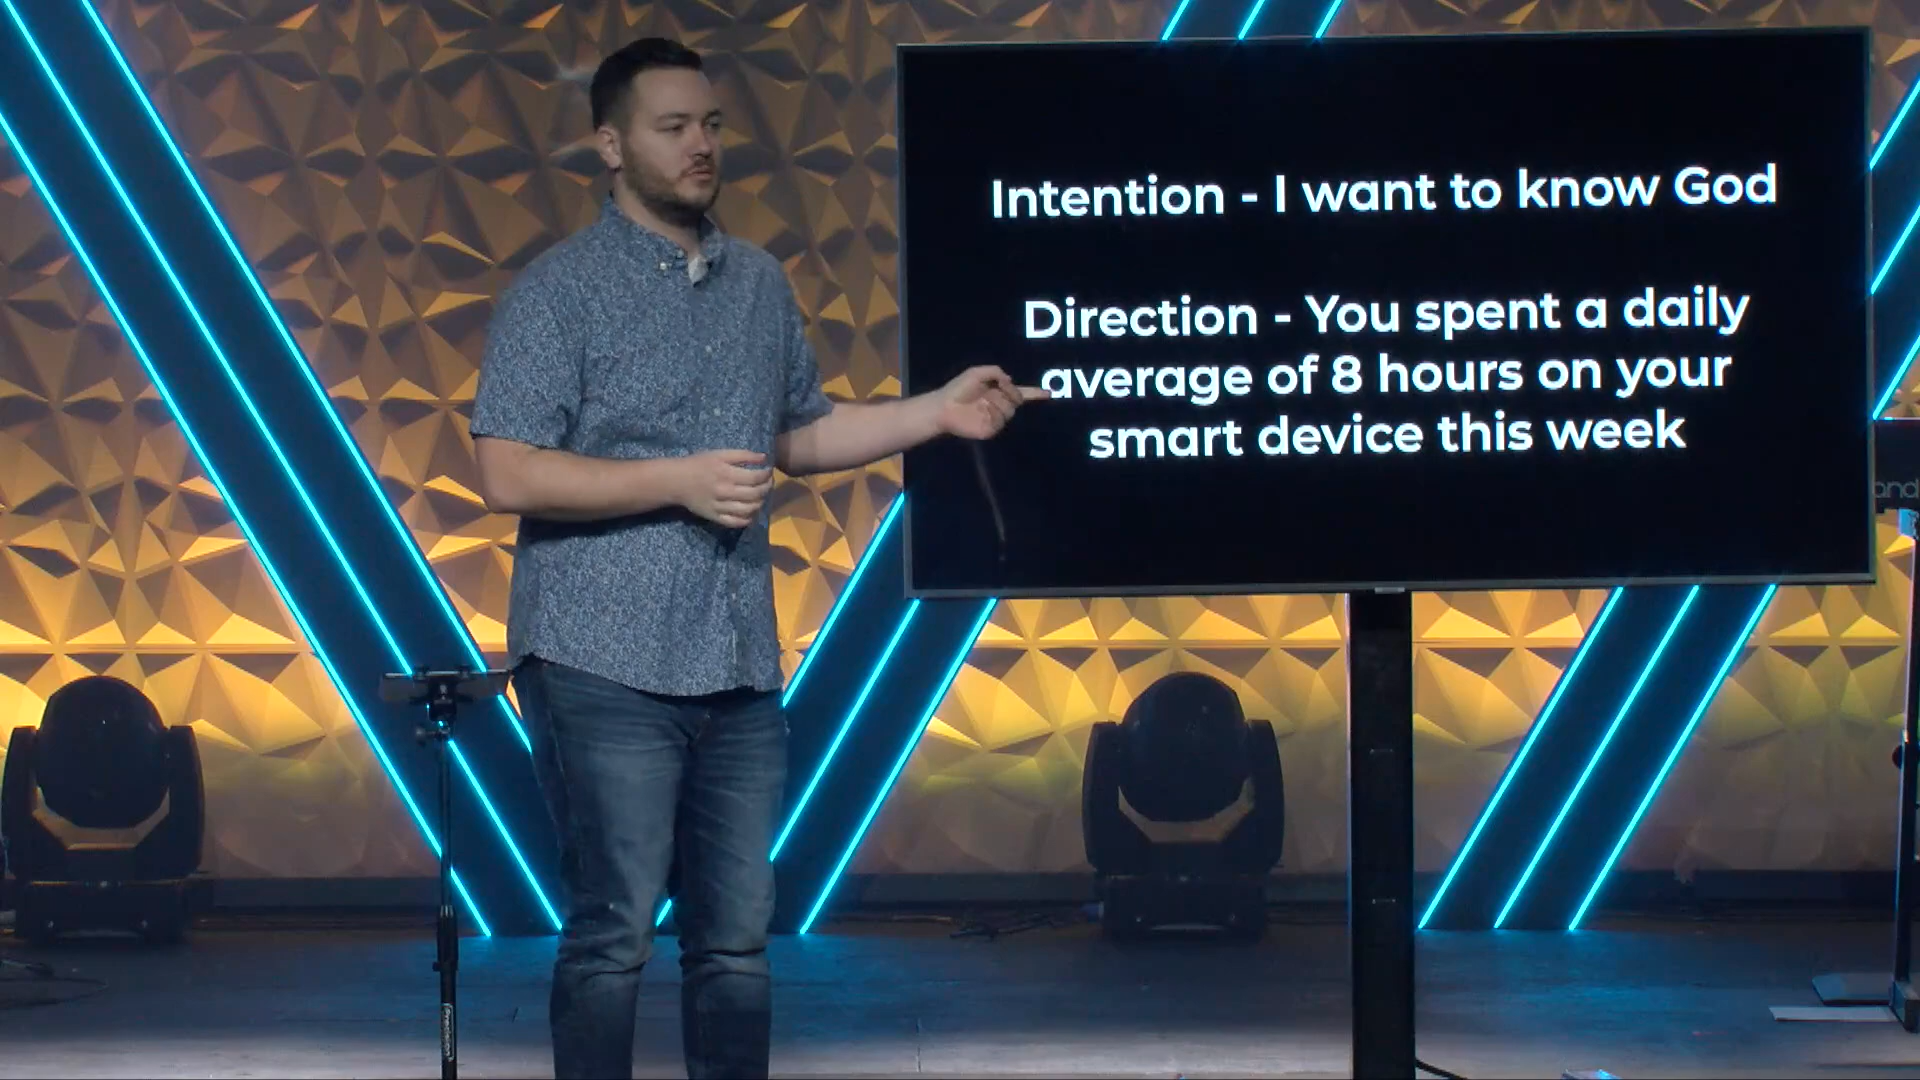 Intention - I want to know God
Direction - You spent a daily
average of 8 hours on your
smart device this week
and